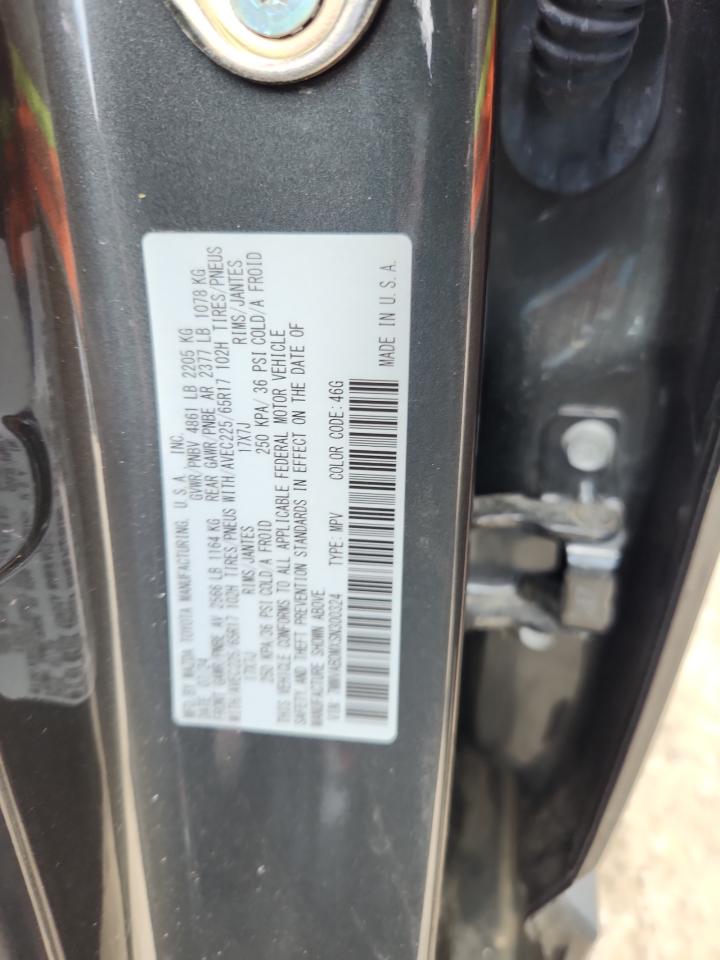 MFD BY MAZDA TOYOTA MANUFACTURING, U.S.A., INC.
DATE 07/24 GVWR/PNBV 4861 LB 2205 KG
FRONT GAWR/PNBE AV 2566 LB 1164 KG REAR GAWR/PNBE AR 2377 LB 1078 KG
WITH/AVEC225/65R17 102H TIRES/PNEUS WITH/AVEC225/65R17 102H TIRES/PNEUS
17X7J RIMS/JANTES 17X7J RIMS/JANTES
250 KPA/36 PSI COLD/A FROID 250 KPA/36 PSI COLD/A FROID
THIS VEHICLE CONFORMS TO ALL APPLICABLE FEDERAL MOTOR VEHICLE
SAFETY AND THEFT PREVENTION STANDARDS IN EFFECT ON THE DATE OF
MANUFACTURE SHOWN ABOVE
VIN: TYPE: MPV COLOR CODE: 46G
MADE IN U.S.A.